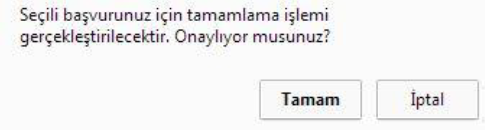 Seçili başvurunuz için tamamlama işlemi
gerçekleştirilecektir. Onaylıyor musunuz?
Tamam İptal